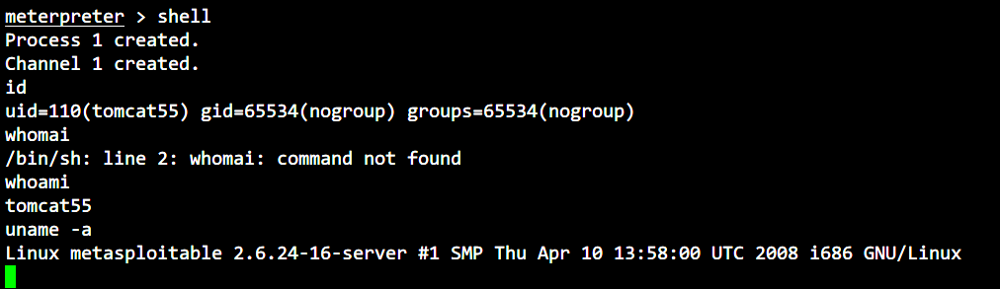 meterpreter > shell
Process 1 created.
Channel 1 created.
id
uid=110(tomcat55) gid=65534(nogroup) groups=65534(nogroup)
whomai
/bin/sh: line 2: whomai: command not found
whoami
tomcat55
uname -a
Linux metasploitable 2.6.24-16-server #1 SMP Thu Apr 10 13:58:00 UTC 2008 i686 GNU/Linux